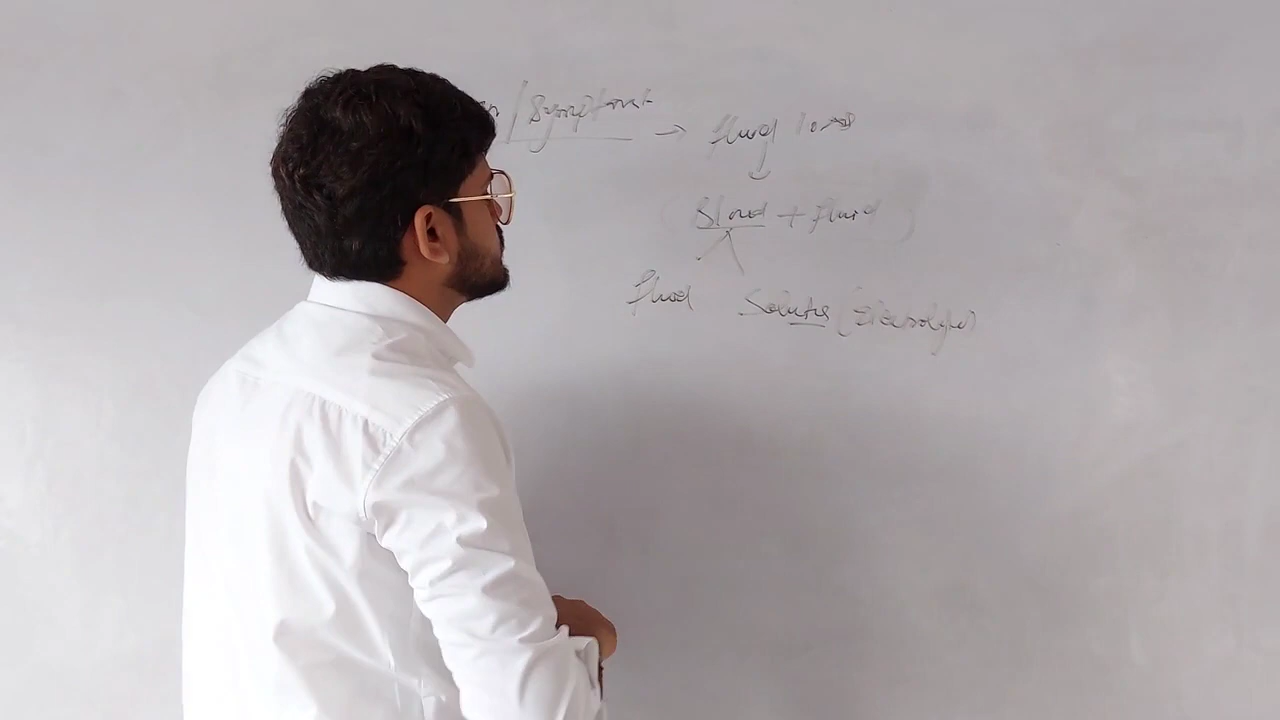 / Symptoms → fluid loss
(Blood + fluid)
fluid Solutes (Electrolytes)